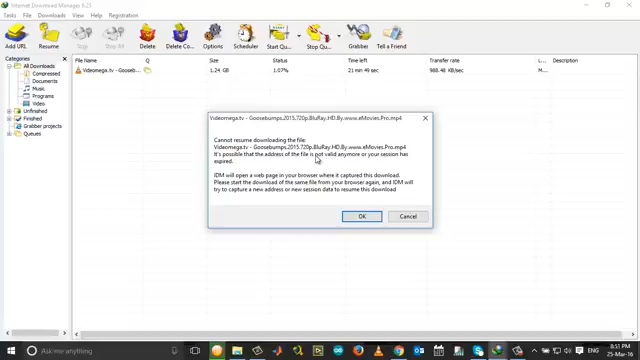 Internet Download Manager 6.23
Tasks File Downloads View Help Registration
Add URL Resume Stop Stop All Delete Delete Co... Options Scheduler Start Qu... Stop Qu... Grabber Tell a Friend
Categories
All Downloads
Compressed
Documents
Music
Programs
Video
Unfinished
Finished
Grabber projects
Queues
File Name Q Size Status Time left Transfer rate L... Description
Videomega.tv - Gooseb... 1.24 GB 1.07% 21 min 49 sec 988.48 KB/sec M...
Videomega.tv - Goosebumps.2015.720p.BluRay.HD.By.www.eMovies.Pro.mp4
Cannot resume downloading the file:
Videomega.tv - Goosebumps.2015.720p.BluRay.HD.By.www.eMovies.Pro.mp4
It's possible that the address of the file is not valid anymore or your session has
expired.
IDM will open a web page in your browser where it captured this download.
Please start the download of the same file from your browser again, and IDM will
try to capture a new address or new session data to resume this download
OK Cancel
Ask me anything
ENG
8:51 PM
25-Mar-16